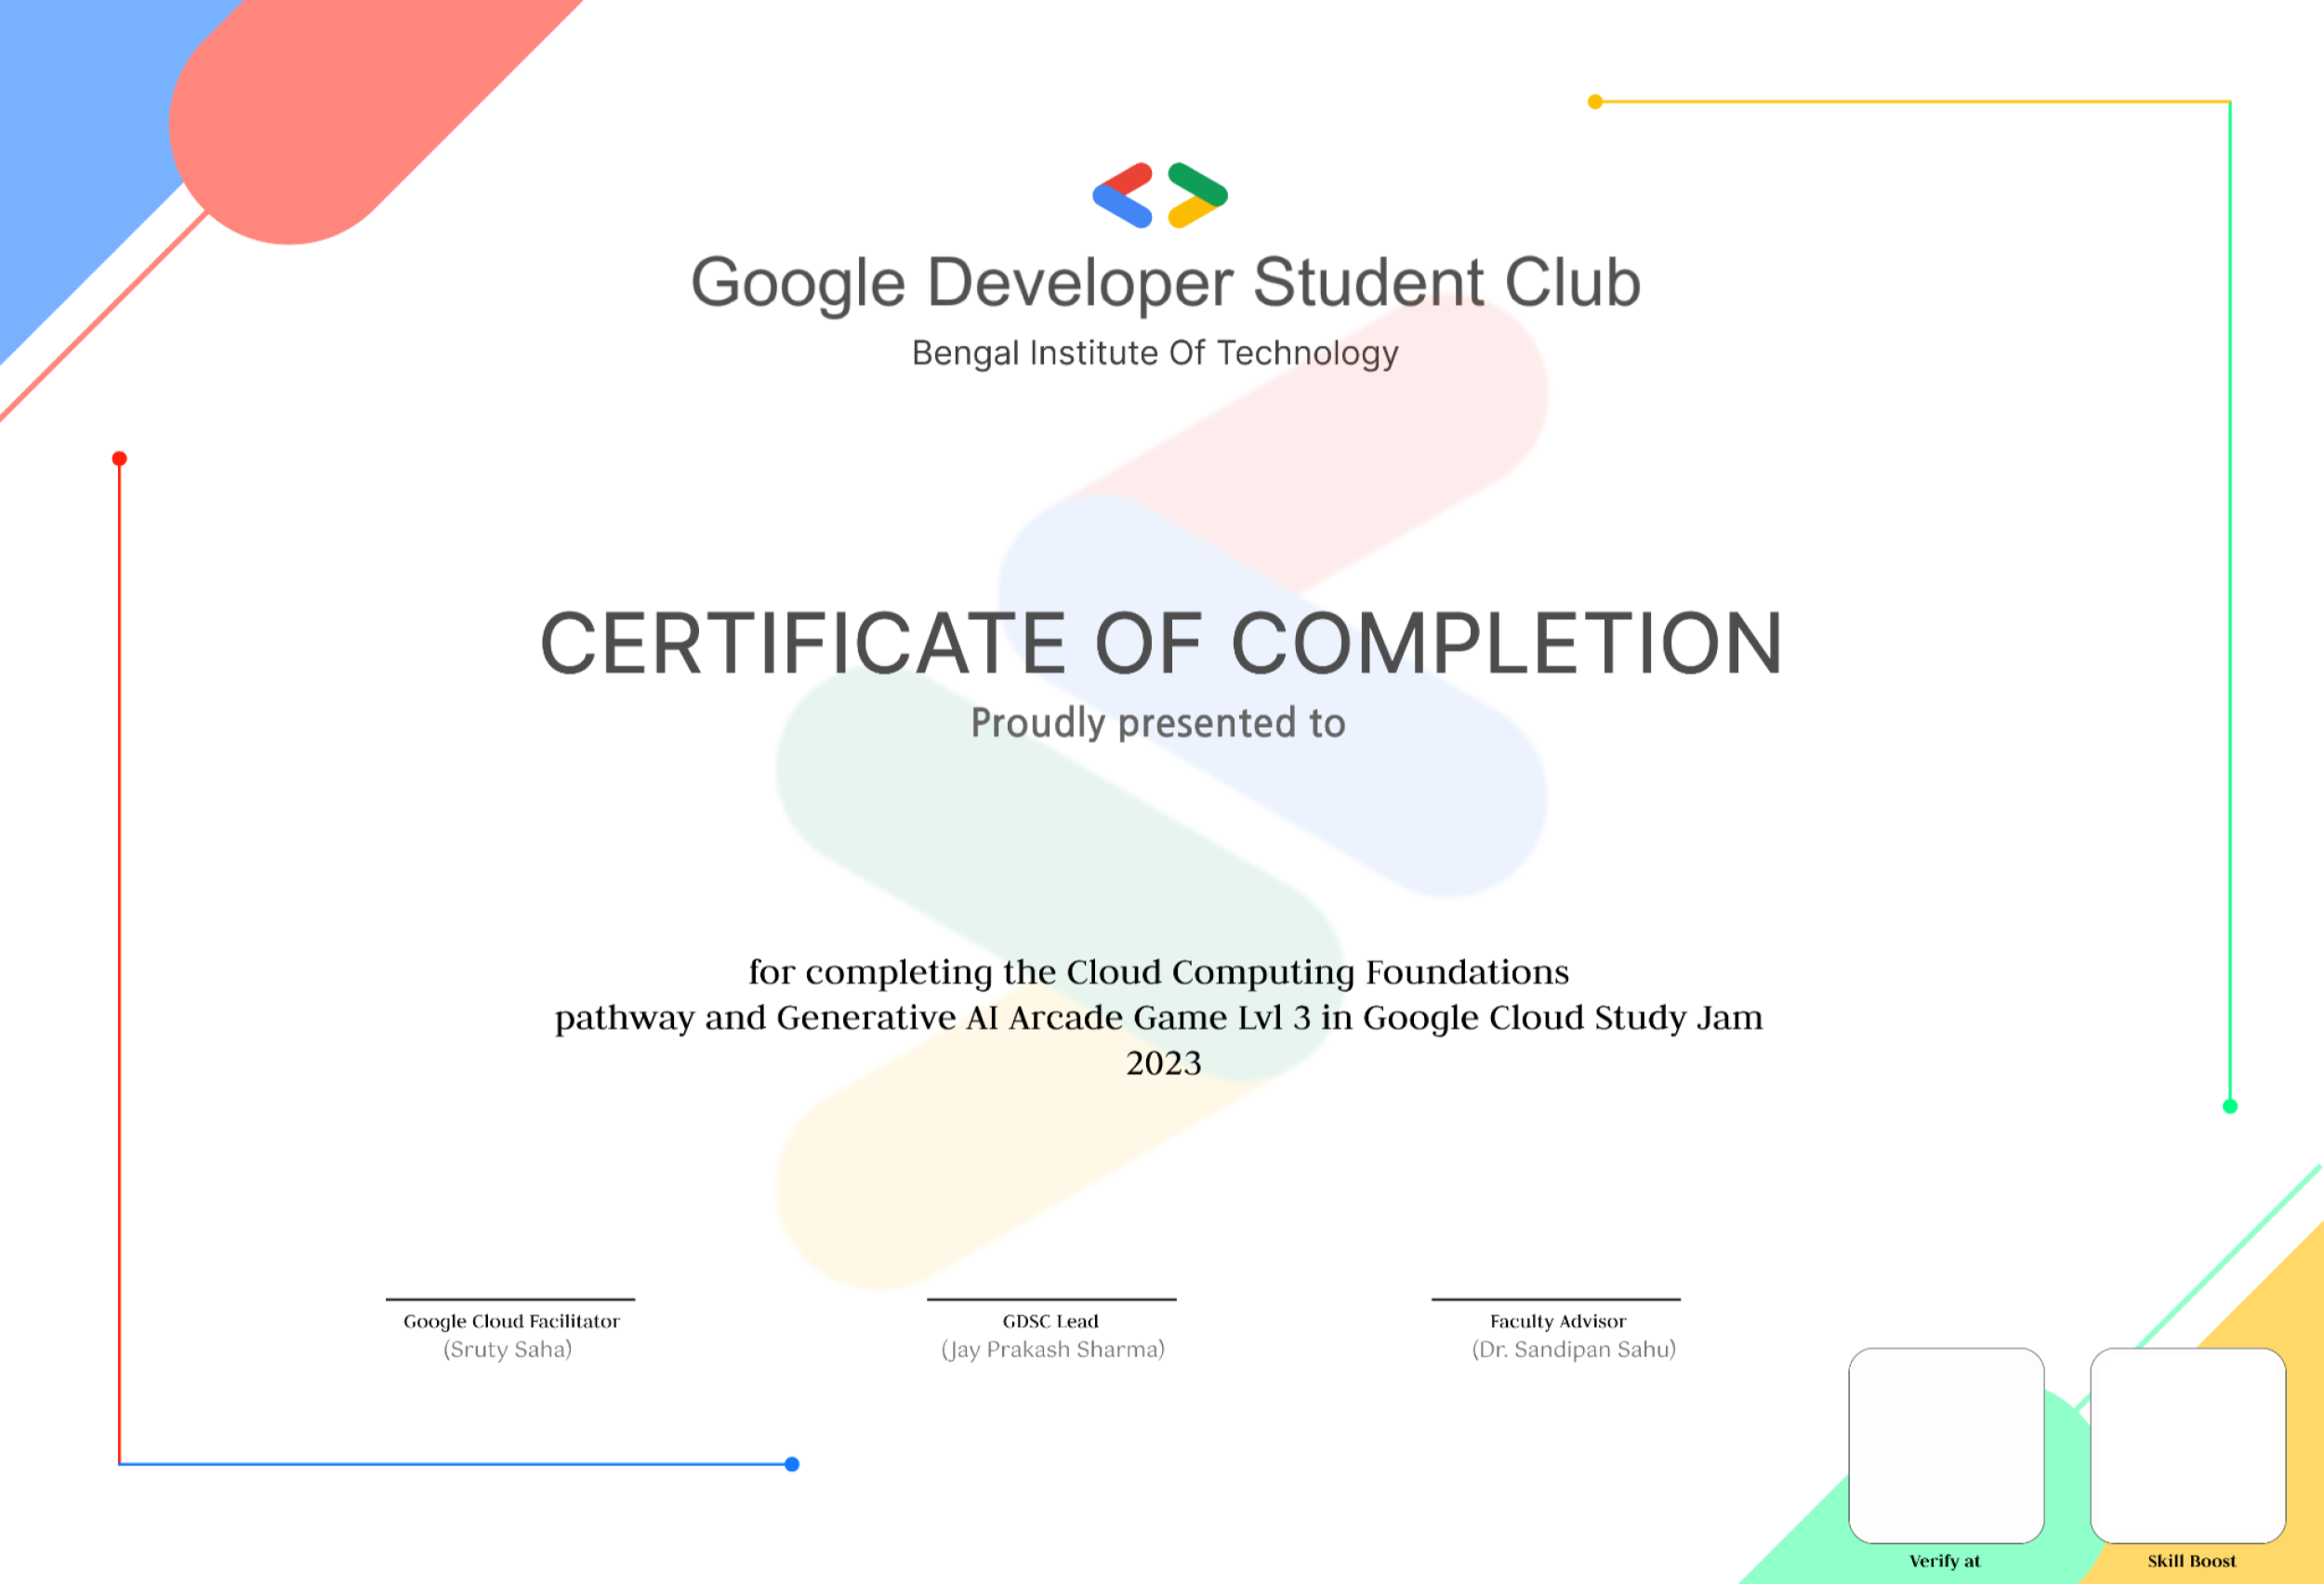 Google Developer Student Club
Bengal Institute Of Technology
CERTIFICATE OF COMPLETION
Proudly presented to
for completing the Cloud Computing Foundations
pathway and Generative AI Arcade Game Lvl 3 in Google Cloud Study Jam
2023
Google Cloud Facilitator
(Sruty Saha)
GDSC Lead
(Jay Prakash Sharma)
Faculty Advisor
(Dr. Sandipan Sahu)
Verify at
Skill Boost